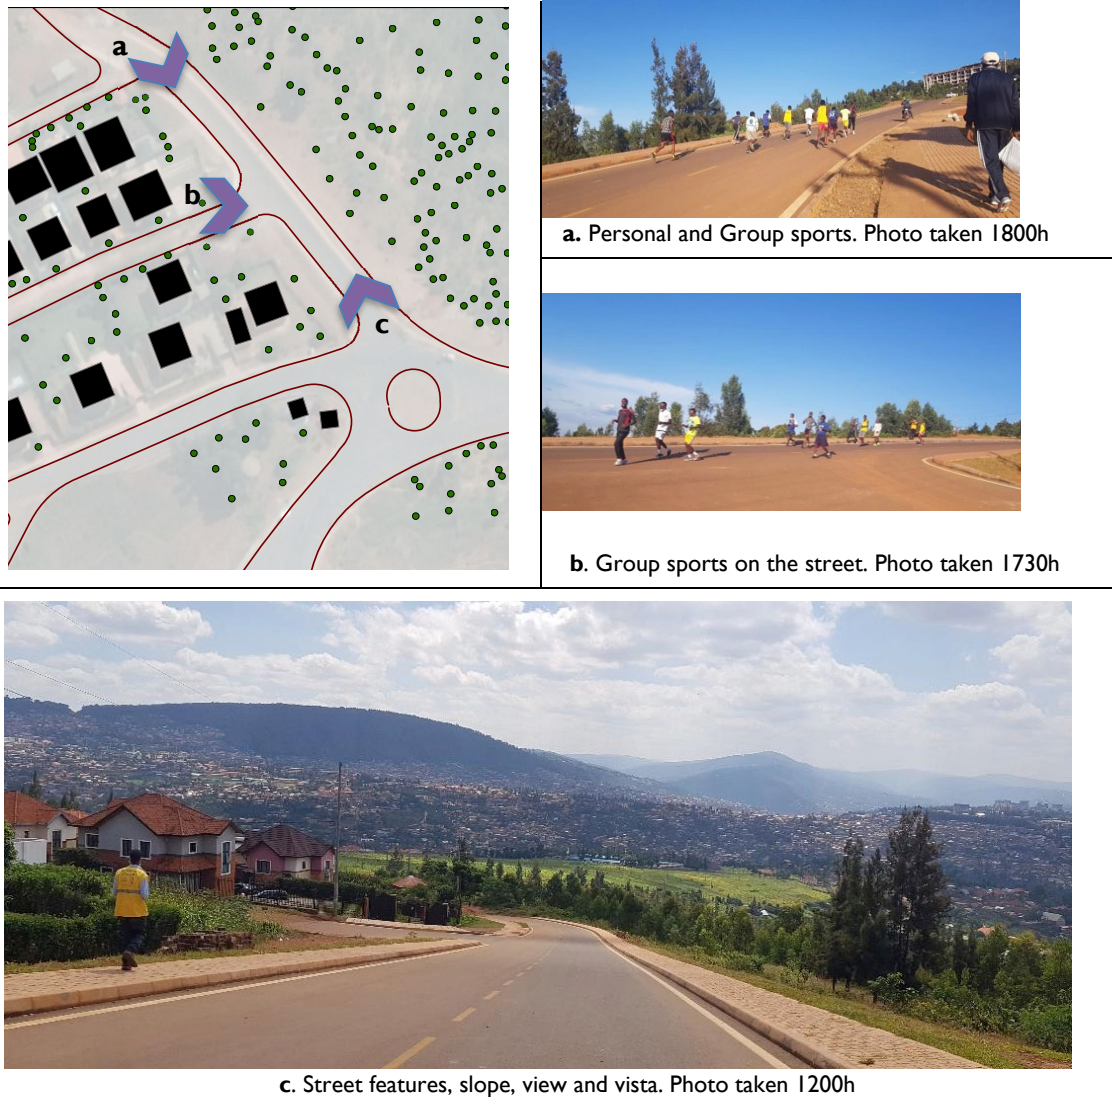 a
b
c
a. Personal and Group sports. Photo taken 1800h
b. Group sports on the street. Photo taken 1730h
c. Street features, slope, view and vista. Photo taken 1200h